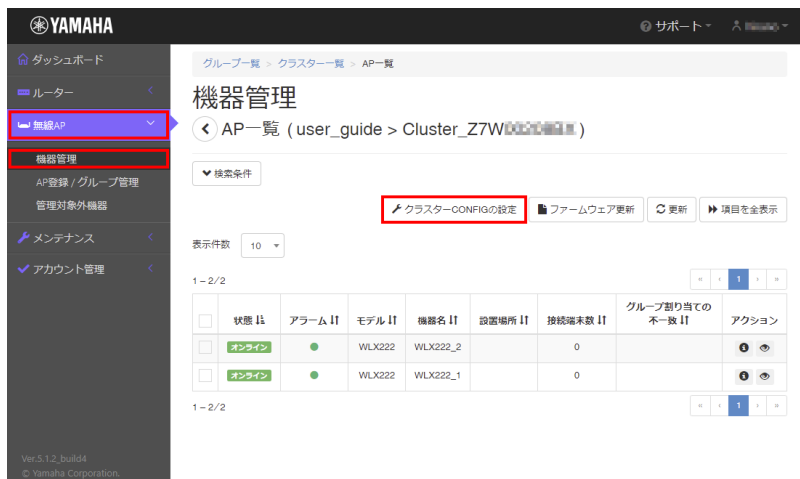 YAMAHA
サポート
ダッシュボード
ルーター
無線AP
機器管理
AP登録 / グループ管理
管理対象外機器
メンテナンス
アカウント管理
Ver.5.1.2_build4
© Yamaha Corporation.
グループ一覧 > クラスター一覧 > AP一覧
機器管理
AP一覧 ( user_guide > Cluster_Z7W )
検索条件
クラスターCONFIGの設定 ファームウェア更新 更新 項目を全表示
表示件数 10
1 – 2/2 « ‹ 1 › »
状態 アラーム モデル 機器名 設置場所 接続端末数 グループ割り当ての
不一致 アクション
オンライン WLX222 WLX222_2 0
オンライン WLX222 WLX222_1 0
1 – 2/2 « ‹ 1 › »